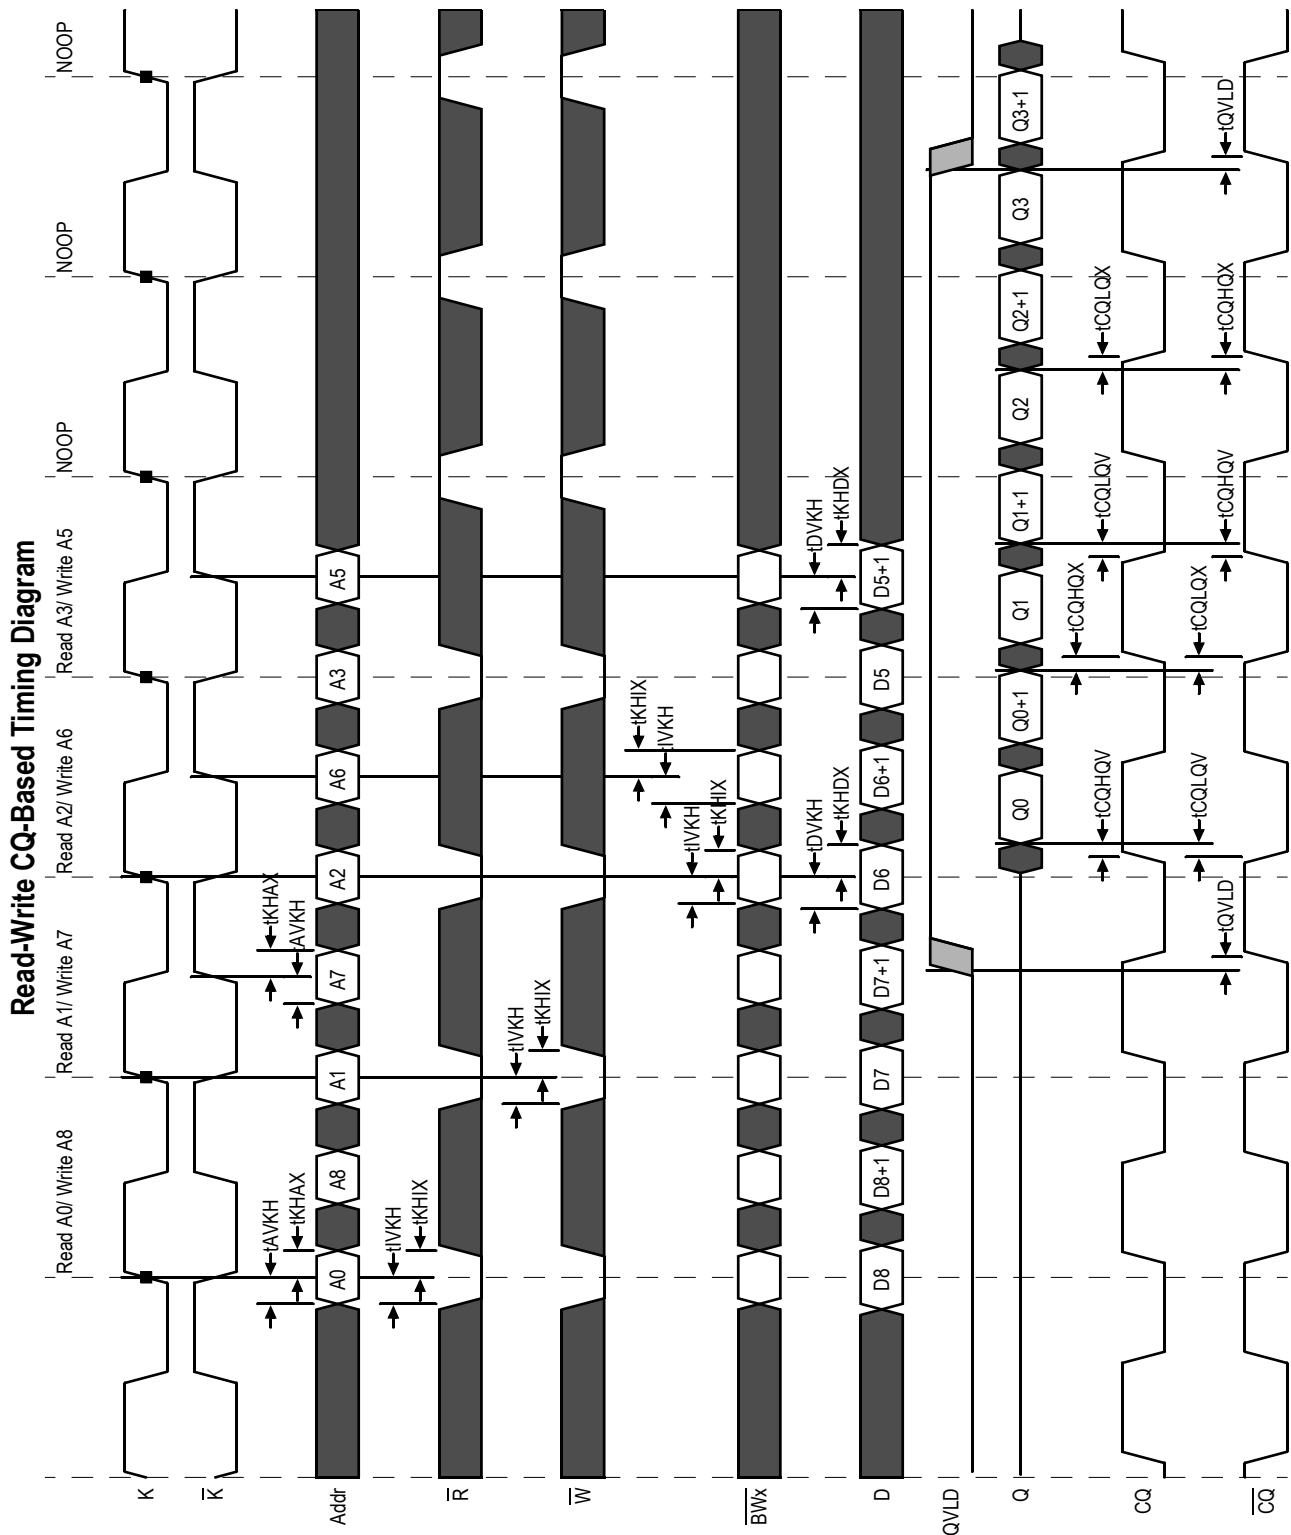 Read-Write CQ-Based Timing Diagram
Read A0/ Write A8 Read A1/ Write A7 Read A2/ Write A6 Read A3/ Write A5 NOOP NOOP NOOP
K
K̅
tAVKH tKHAX
tKHAX tAVKH
Addr A0 A8 A1 A7 A2 A6 A3 A5
tIVKH
tKHIX
R̅
tIVKH
tKHIX
W̅
tKHIX
tIVKH
tIVKH
tKHIX
B̅W̅x̅
tDVKH tDVKH
tKHDX tKHDX
D D8 D8+1 D7 D7+1 D6 D6+1 D5 D5+1
QVLD
Q Q0 Q0+1 Q1 Q1+1 Q2 Q2+1 Q3 Q3+1
tCQHQX
tCQHQV tCQLQV tCQLQX
CQ
tCQLQV tCQLQX
tQVLD tCQHQV tCQHQX tQVLD
C̅Q̅